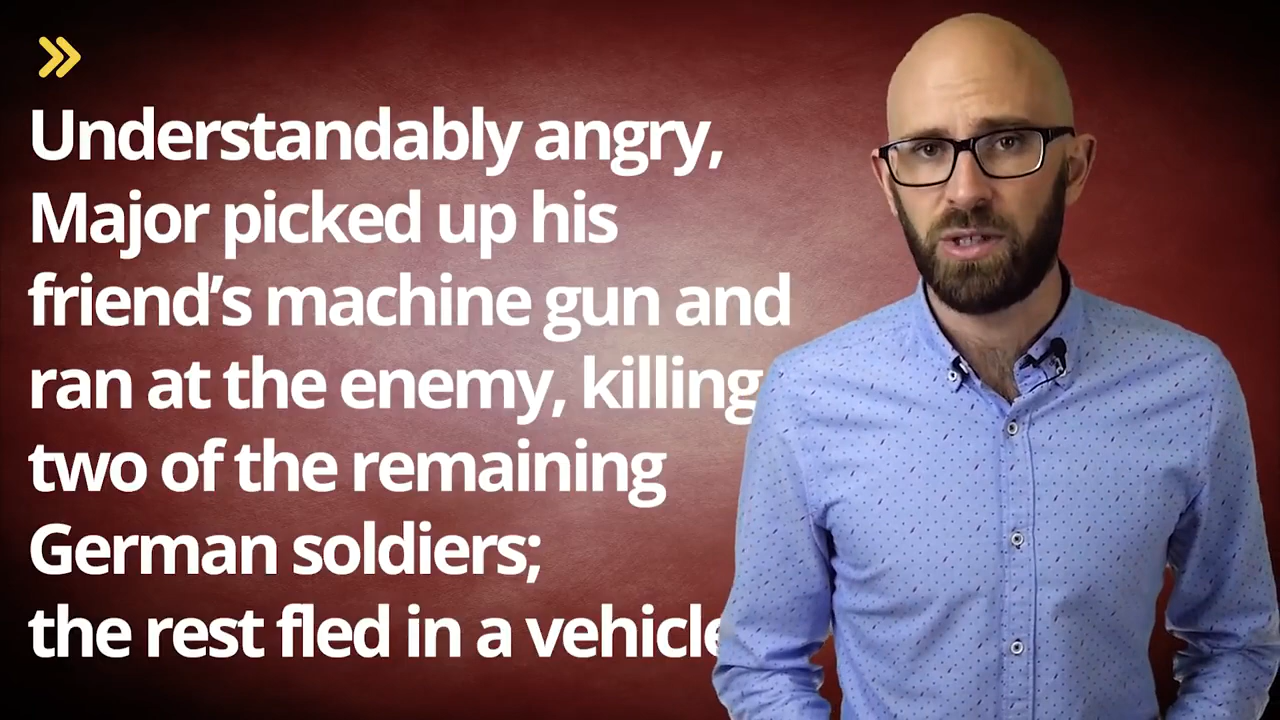 Understandably angry,
Major picked up his
friend’s machine gun and
ran at the enemy, killing
two of the remaining
German soldiers;
the rest fled in a vehicle